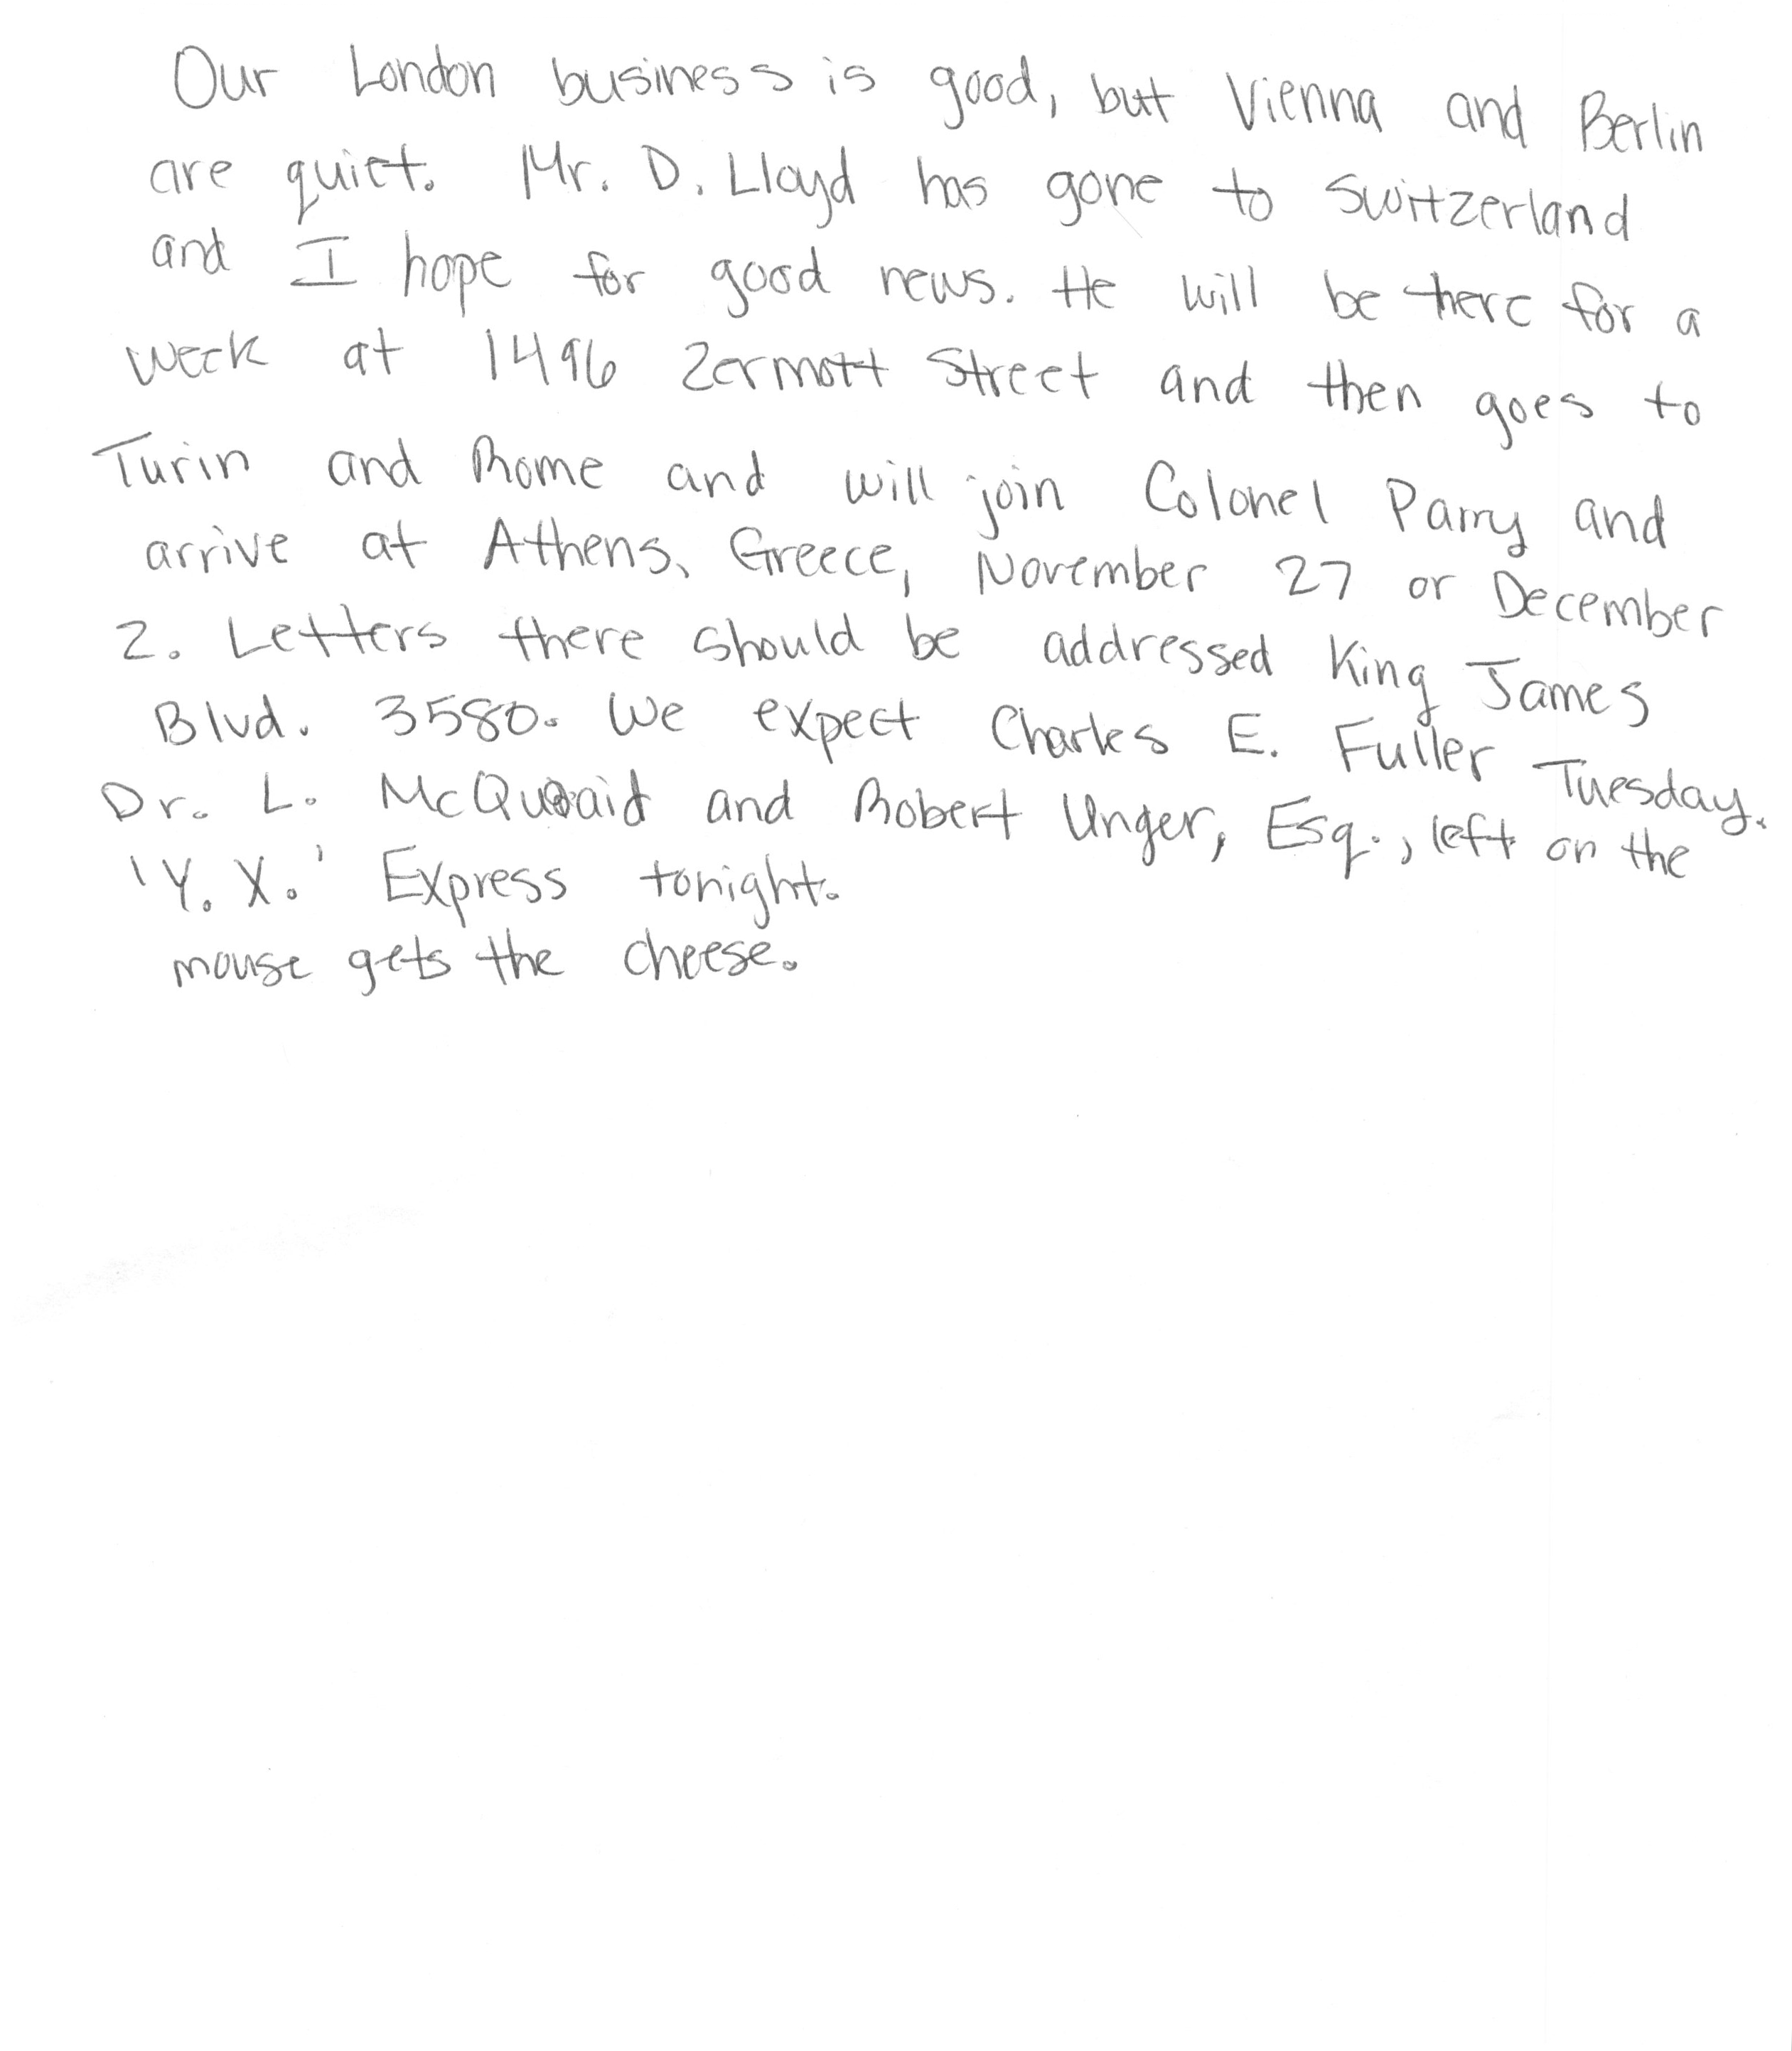 Our London business is good, but Vienna and Berlin
are quiet. Mr. D. Lloyd has gone to Switzerland
and I hope for good news. He will be there for a
week at 1496 Zermott Street and then goes to
Turin and Rome and will join Colonel Parry and
arrive at Athens, Greece, November 27 or December
2. Letters there should be addressed King James
Blvd. 3580. We expect Charles E. Fuller Tuesday.
Dr. L. McQuaid and Robert Unger, Esq., left on the
'Y. X.' Express tonight.
mouse gets the cheese.